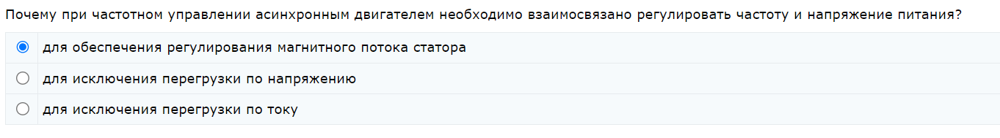 Почему при частотном управлении асинхронным двигателем необходимо взаимосвязано регулировать частоту и напряжение питания?
для обеспечения регулирования магнитного потока статора
для исключения перегрузки по напряжению
для исключения перегрузки по току